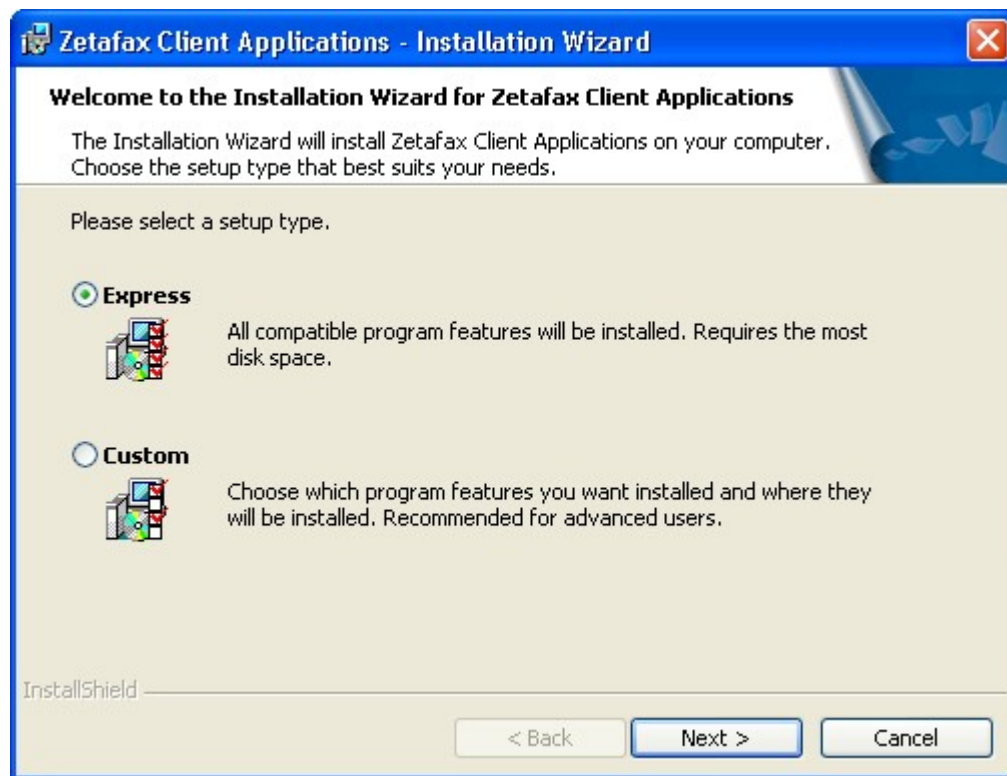 Zetafax Client Applications - Installation Wizard
Welcome to the Installation Wizard for Zetafax Client Applications
The Installation Wizard will install Zetafax Client Applications on your computer.
Choose the setup type that best suits your needs.
Please select a setup type.
Express
All compatible program features will be installed. Requires the most
disk space.
Custom
Choose which program features you want installed and where they
will be installed. Recommended for advanced users.
InstallShield
< Back
Next >
Cancel